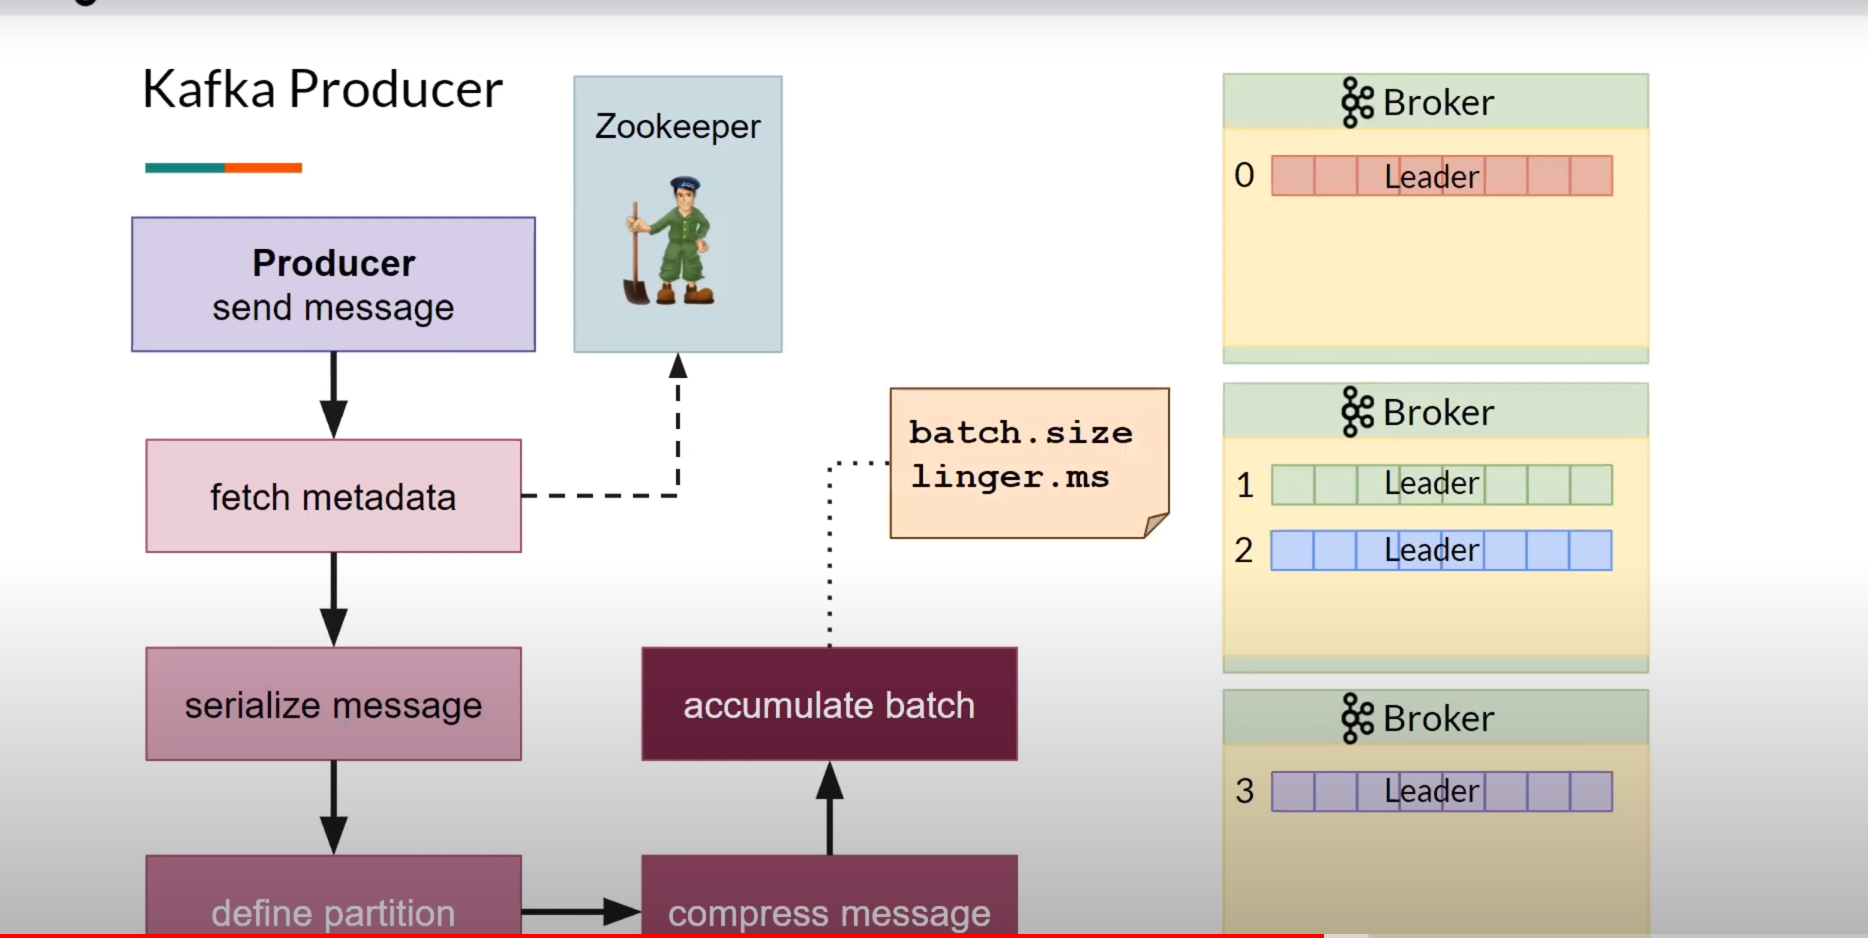 Kafka Producer
Producer
send message
fetch metadata
serialize message
define partition
compress message
accumulate batch
Zookeeper
batch.size
linger.ms
Broker
0 Leader
Broker
1 Leader
2 Leader
Broker
3 Leader